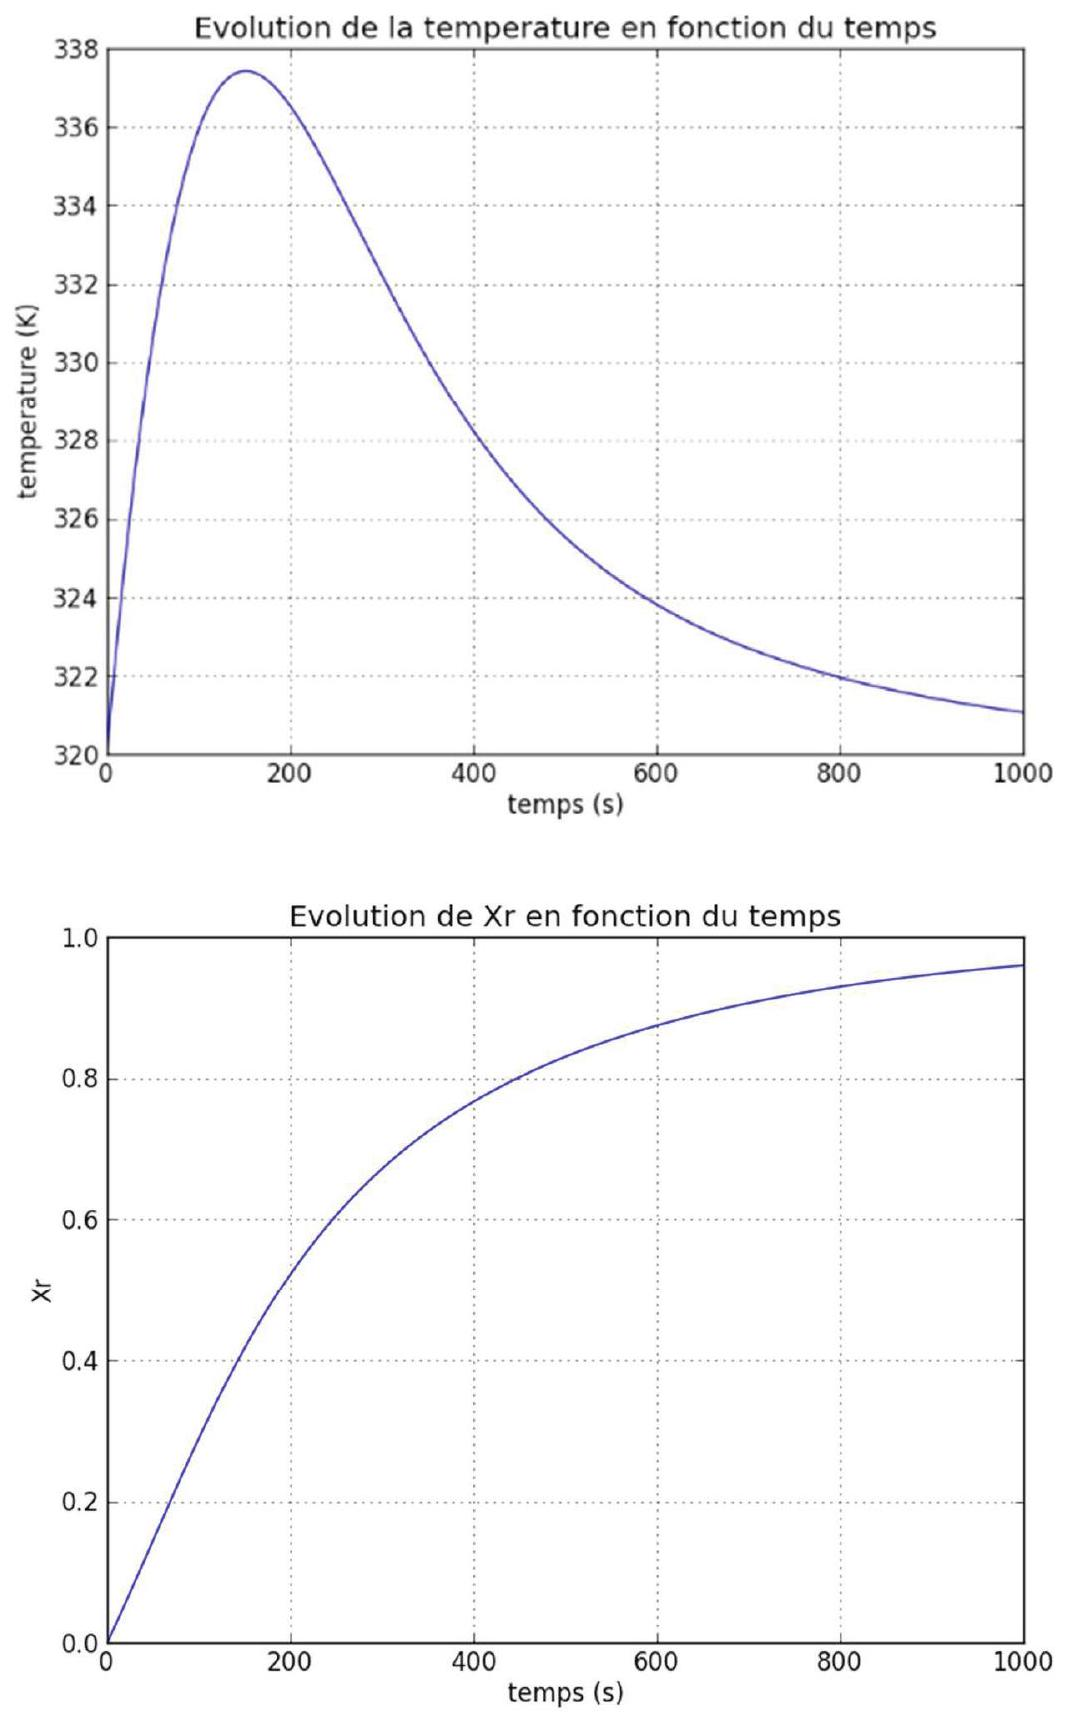 Evolution de la temperature en fonction du temps
338
336
334
332
330
328
326
324
322
320
temperature (K)
0 200 400 600 800 1000
temps (s)
Evolution de Xr en fonction du temps
1.0
0.8
0.6
0.4
0.2
0.0
Xr
0 200 400 600 800 1000
temps (s)